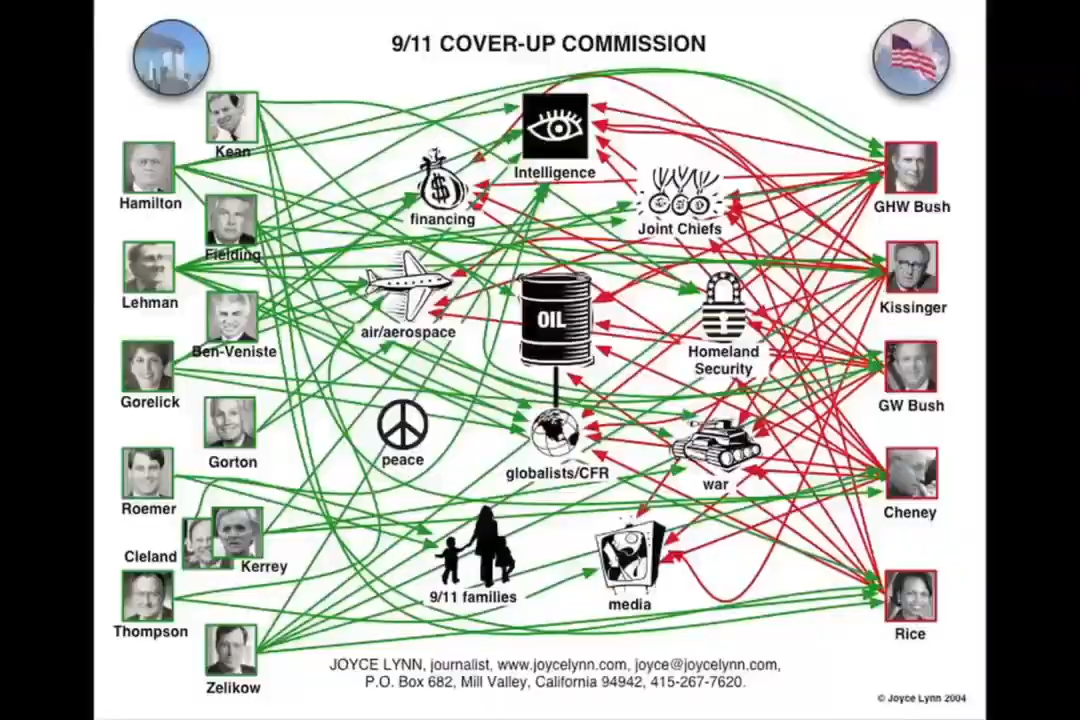 9/11 COVER-UP COMMISSION
Kean
Hamilton
Fielding
Lehman
Ben-Veniste
Gorelick
Gorton
Roemer
Cleland
Kerrey
Thompson
Zelikow
Intelligence
financing
Joint Chiefs
air/aerospace
OIL
Homeland
Security
peace
globalists/CFR
war
9/11 families
media
GHW Bush
Kissinger
GW Bush
Cheney
Rice
JOYCE LYNN, journalist, www.joycelynn.com, joyce@joycelynn.com,
P.O. Box 682, Mill Valley, California 94942, 415-267-7620.
© Joyce Lynn 2004